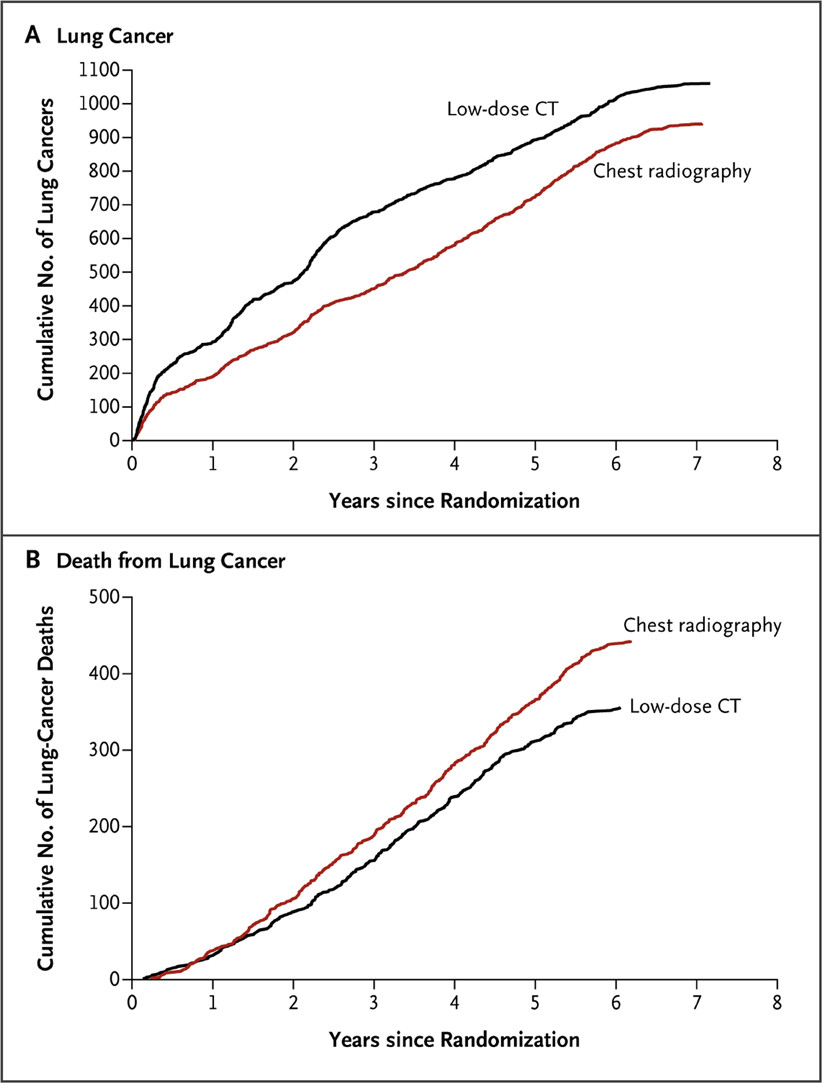 A Lung Cancer
Cumulative No. of Lung Cancers
1100
1000
900
800
700
600
500
400
300
200
100
0
Low-dose CT
Chest radiography
0 1 2 3 4 5 6 7 8
Years since Randomization
B Death from Lung Cancer
Cumulative No. of Lung-Cancer Deaths
500
400
300
200
100
0
Chest radiography
Low-dose CT
0 1 2 3 4 5 6 7 8
Years since Randomization